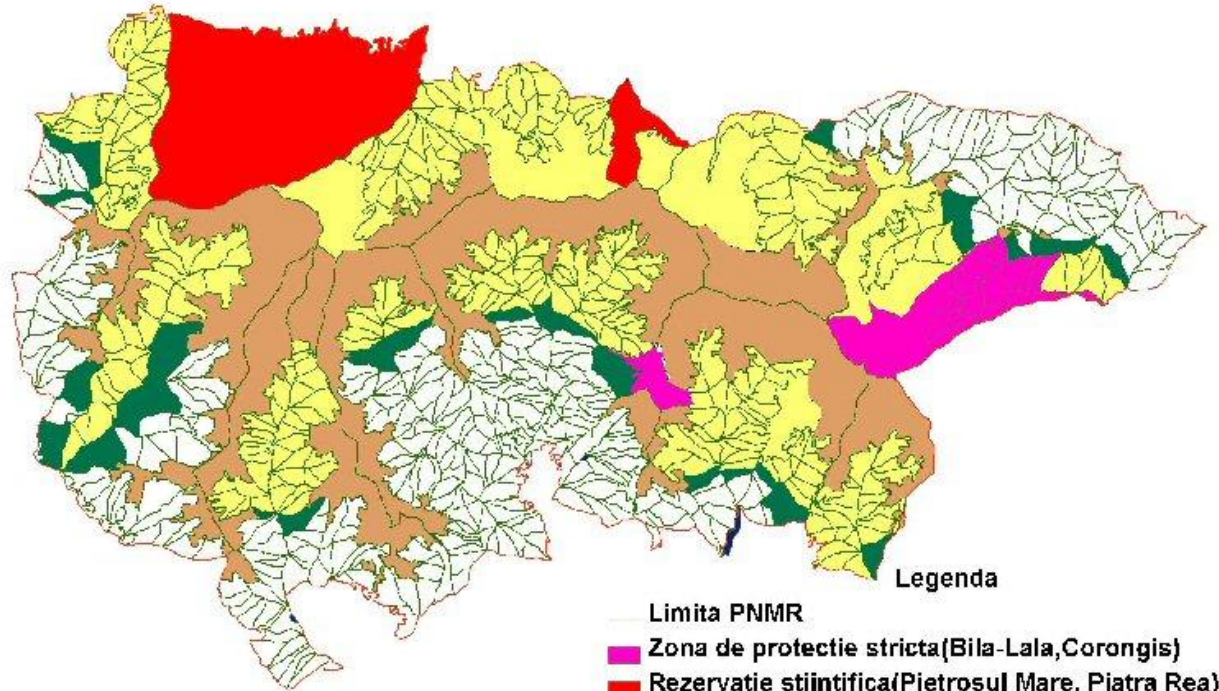 Legenda
Limita PNMR
Zona de protectie stricta(Bila-Lala,Corongis)
Rezervatie stiintifica(Pietrosul Mare, Piatra Rea)